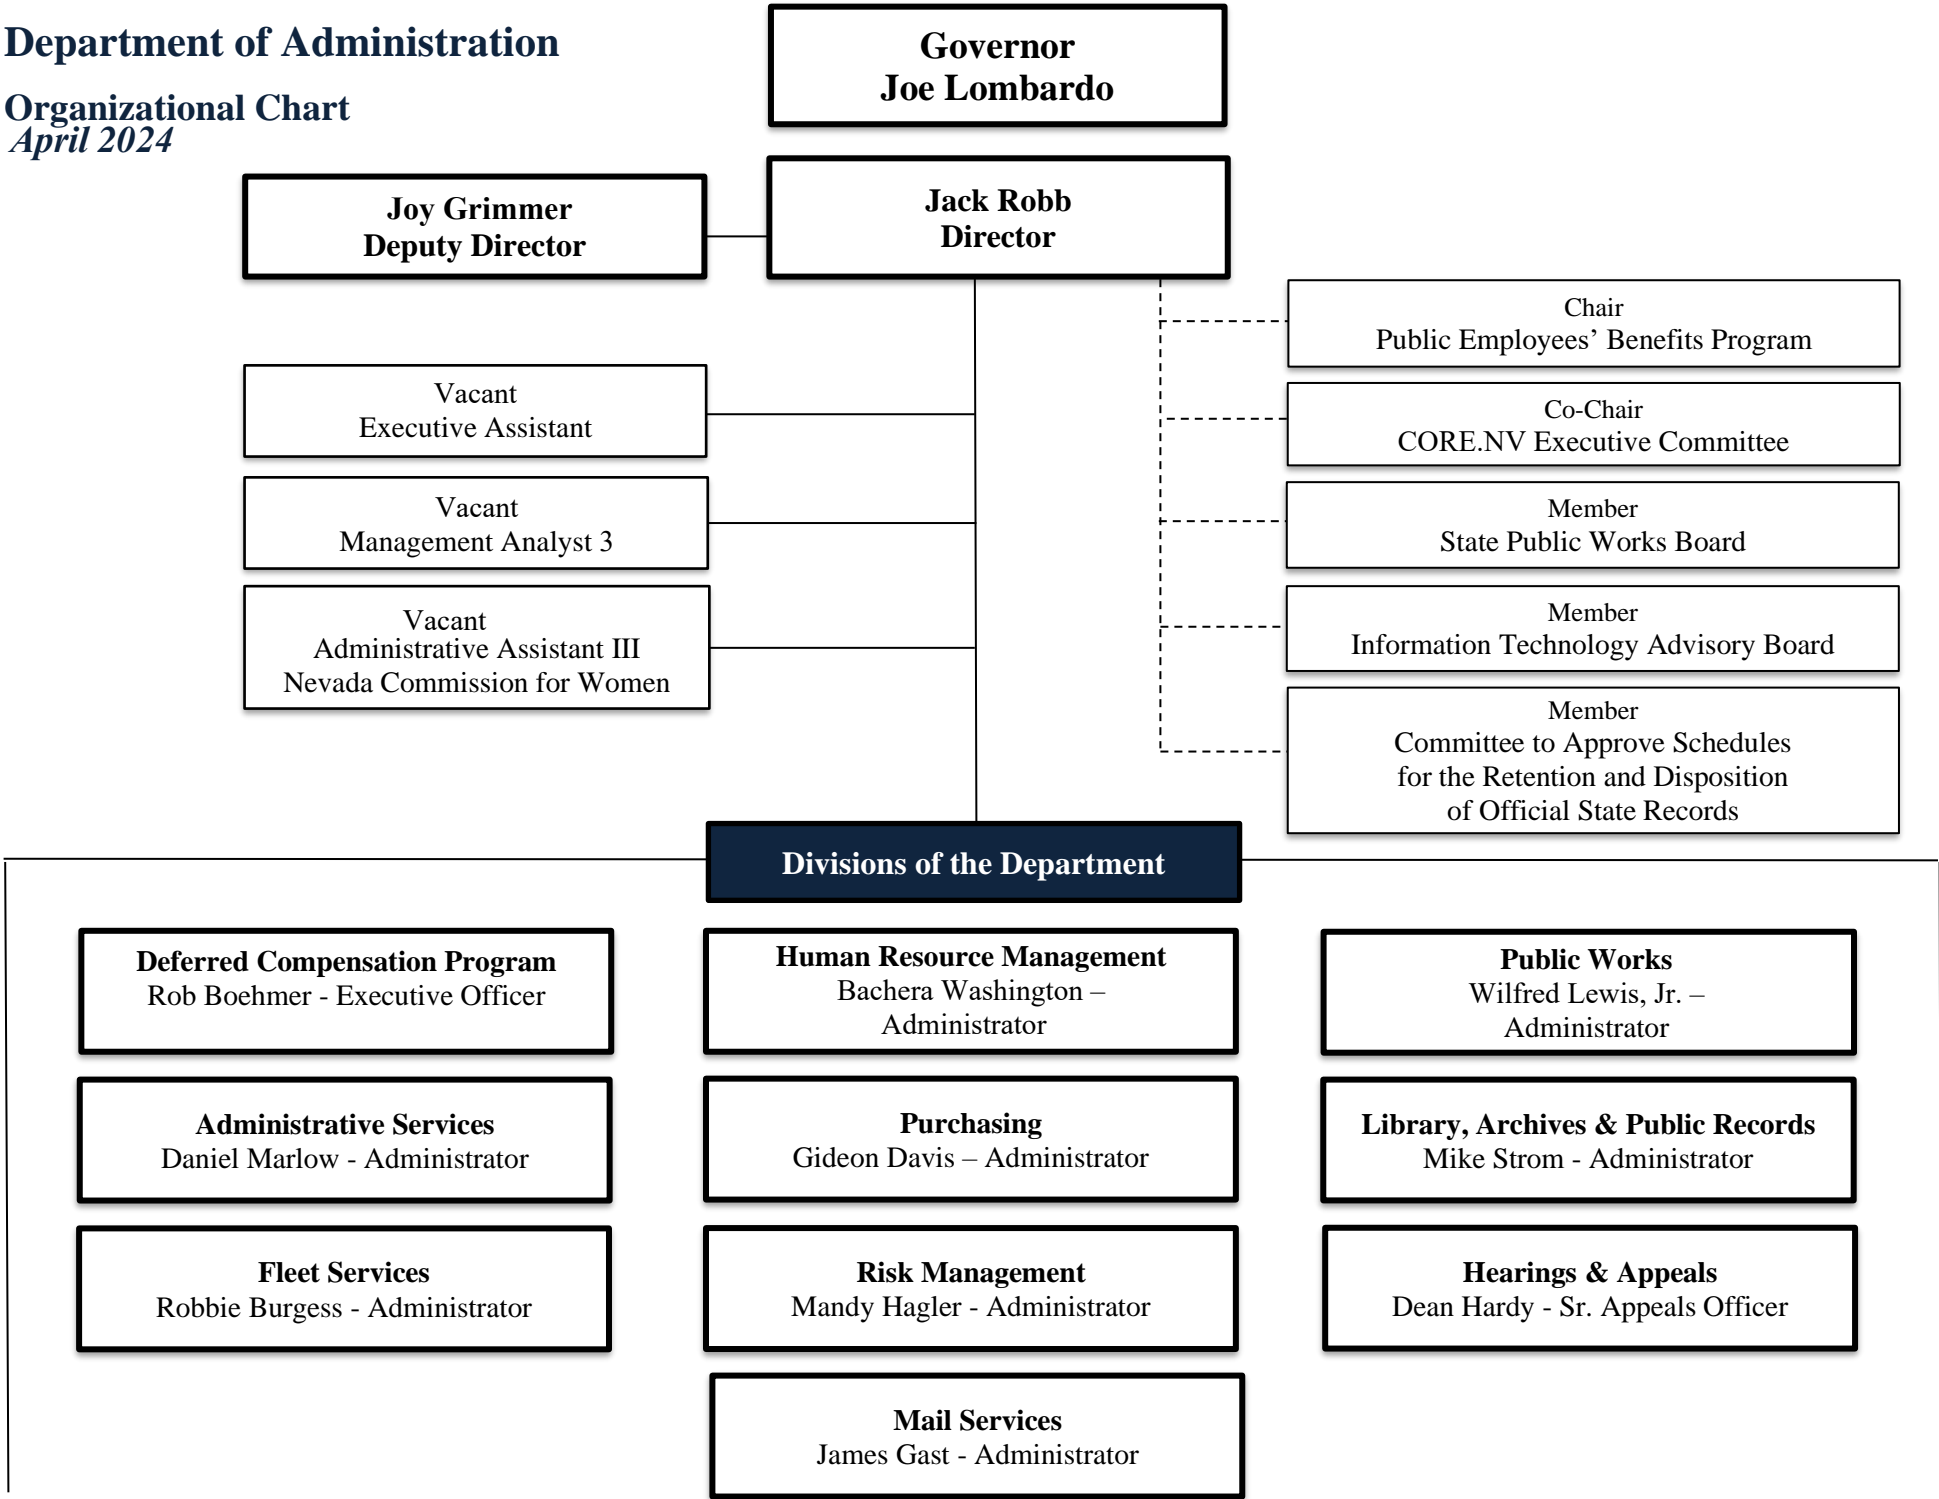 Department of Administration
Organizational Chart
April 2024
Governor
Joe Lombardo
Joy Grimmer
Deputy Director
Jack Robb
Director
Vacant
Executive Assistant
Vacant
Management Analyst 3
Vacant
Administrative Assistant III
Nevada Commission for Women
Chair
Public Employees’ Benefits Program
Co-Chair
CORE.NV Executive Committee
Member
State Public Works Board
Member
Information Technology Advisory Board
Member
Committee to Approve Schedules
for the Retention and Disposition
of Official State Records
Divisions of the Department
Deferred Compensation Program
Rob Boehmer - Executive Officer
Human Resource Management
Bachera Washington –
Administrator
Public Works
Wilfred Lewis, Jr. –
Administrator
Administrative Services
Daniel Marlow - Administrator
Purchasing
Gideon Davis – Administrator
Library, Archives & Public Records
Mike Strom - Administrator
Fleet Services
Robbie Burgess - Administrator
Risk Management
Mandy Hagler - Administrator
Hearings & Appeals
Dean Hardy - Sr. Appeals Officer
Mail Services
James Gast - Administrator